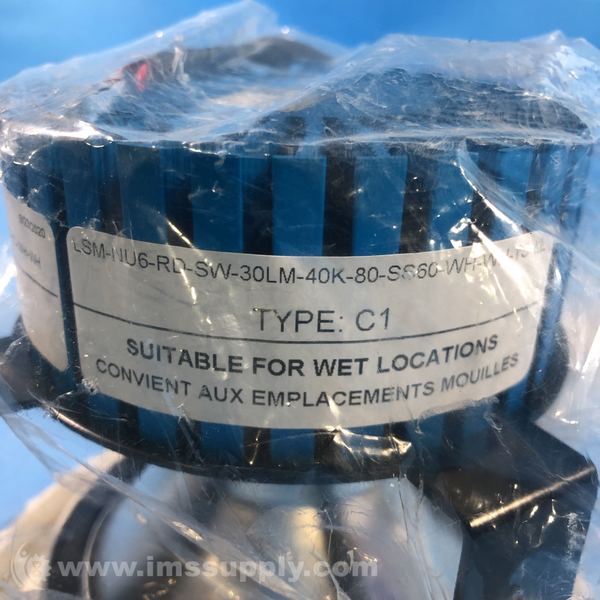 LSM-NU6-RD-SW-30LM-40K-80-SS60-WH-
TYPE: C1
SUITABLE FOR WET LOCATIONS
CONVIENT AUX EMPLACEMENTS MOUILLES
www.imssupply.com